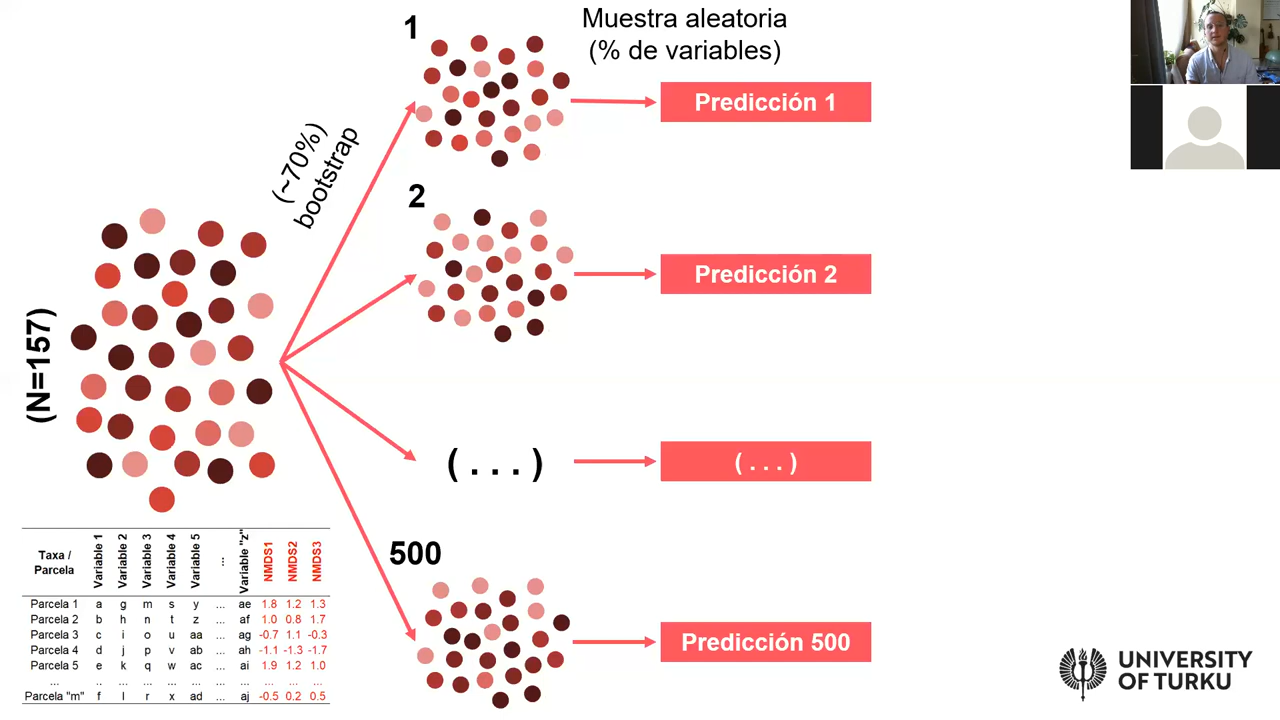 1
Muestra aleatoria
(% de variables)
Predicción 1
(~70%)
bootstrap
2
Predicción 2
(N=157)
(...)
(...)
500
Predicción 500
Taxa / Parcela Variable 1 Variable 2 Variable 3 Variable 4 Variable 5 ... Variable "z" NMDS1 NMDS2 NMDS3
Parcela 1 a g m s y ... ae 1.8 1.2 1.3
Parcela 2 b h n t z ... af 1.0 0.8 1.7
Parcela 3 c i o u aa ... ag -0.7 1.1 -0.3
Parcela 4 d j p v ab ... ah -1.1 -1.3 -1.7
Parcela 5 e k q w ac ... ai 1.9 1.2 1.0
... .. ... ... ... ... ... ... ... ... ...
Parcela "m" f l r x ad ... aj -0.5 0.2 0.5
UNIVERSITY
OF TURKU